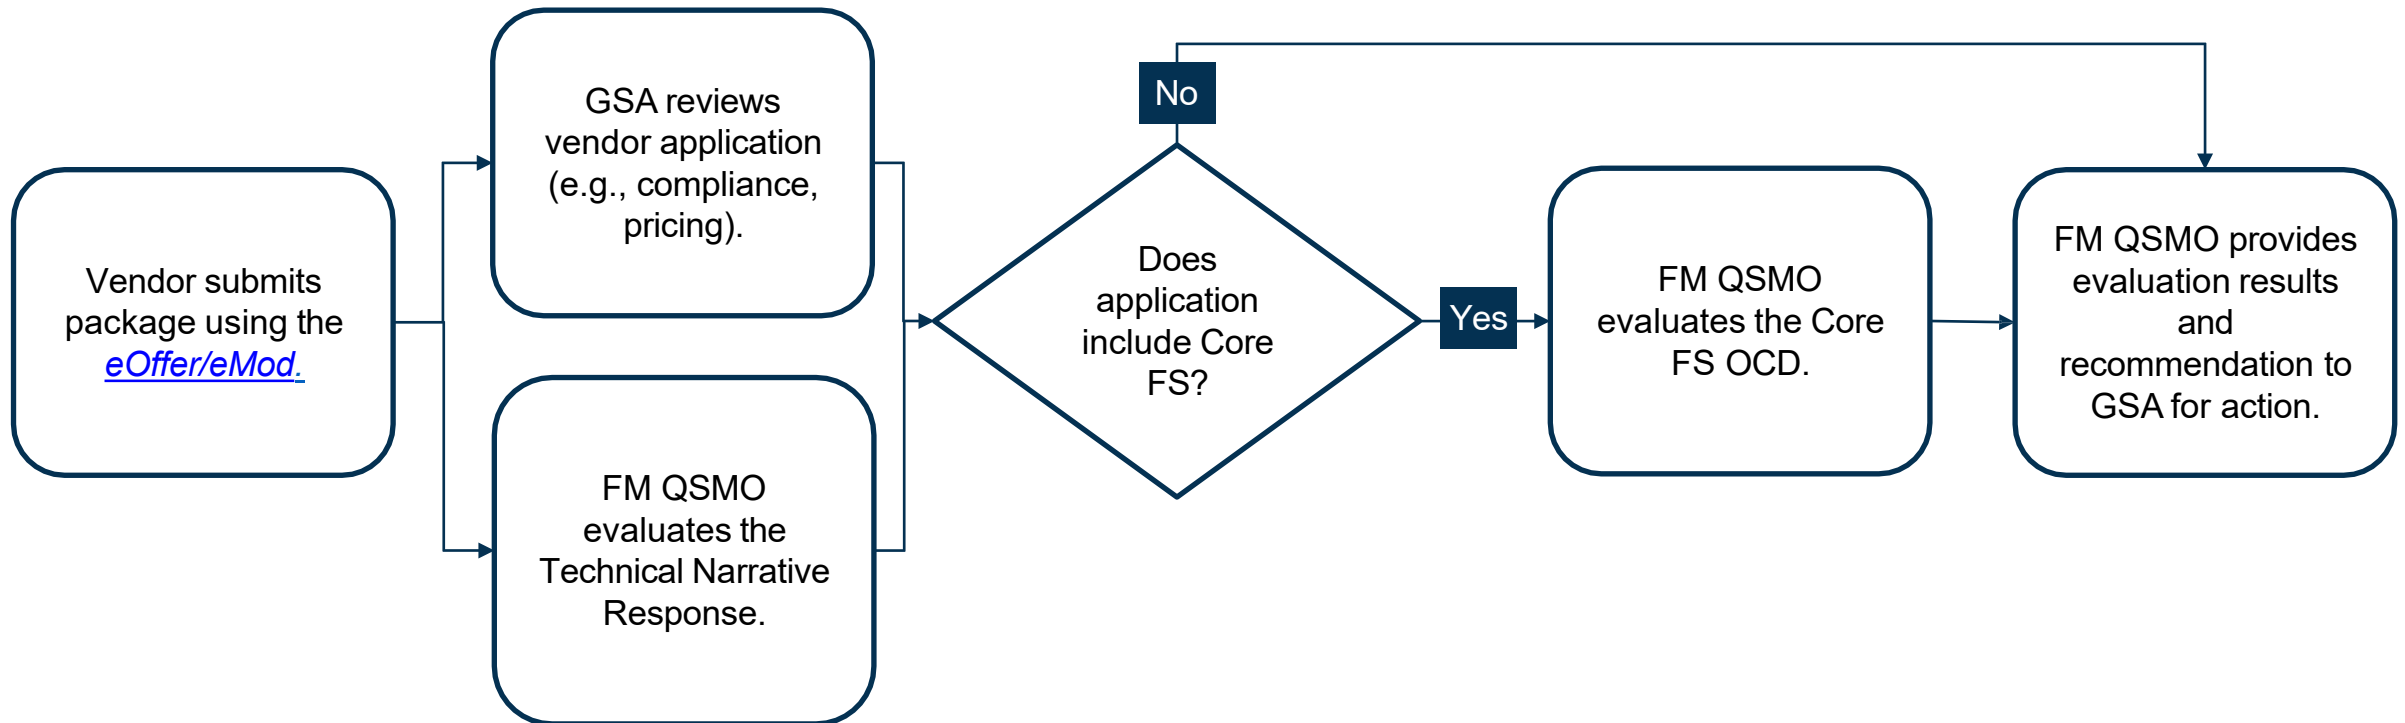 Vendor submits
package using the
eOffer/eMod.
GSA reviews
vendor application
(e.g., compliance,
pricing).
FM QSMO
evaluates the
Technical Narrative
Response.
Does
application
include Core
FS?
No
Yes
FM QSMO
evaluates the Core
FS OCD.
FM QSMO provides
evaluation results
and
recommendation to
GSA for action.